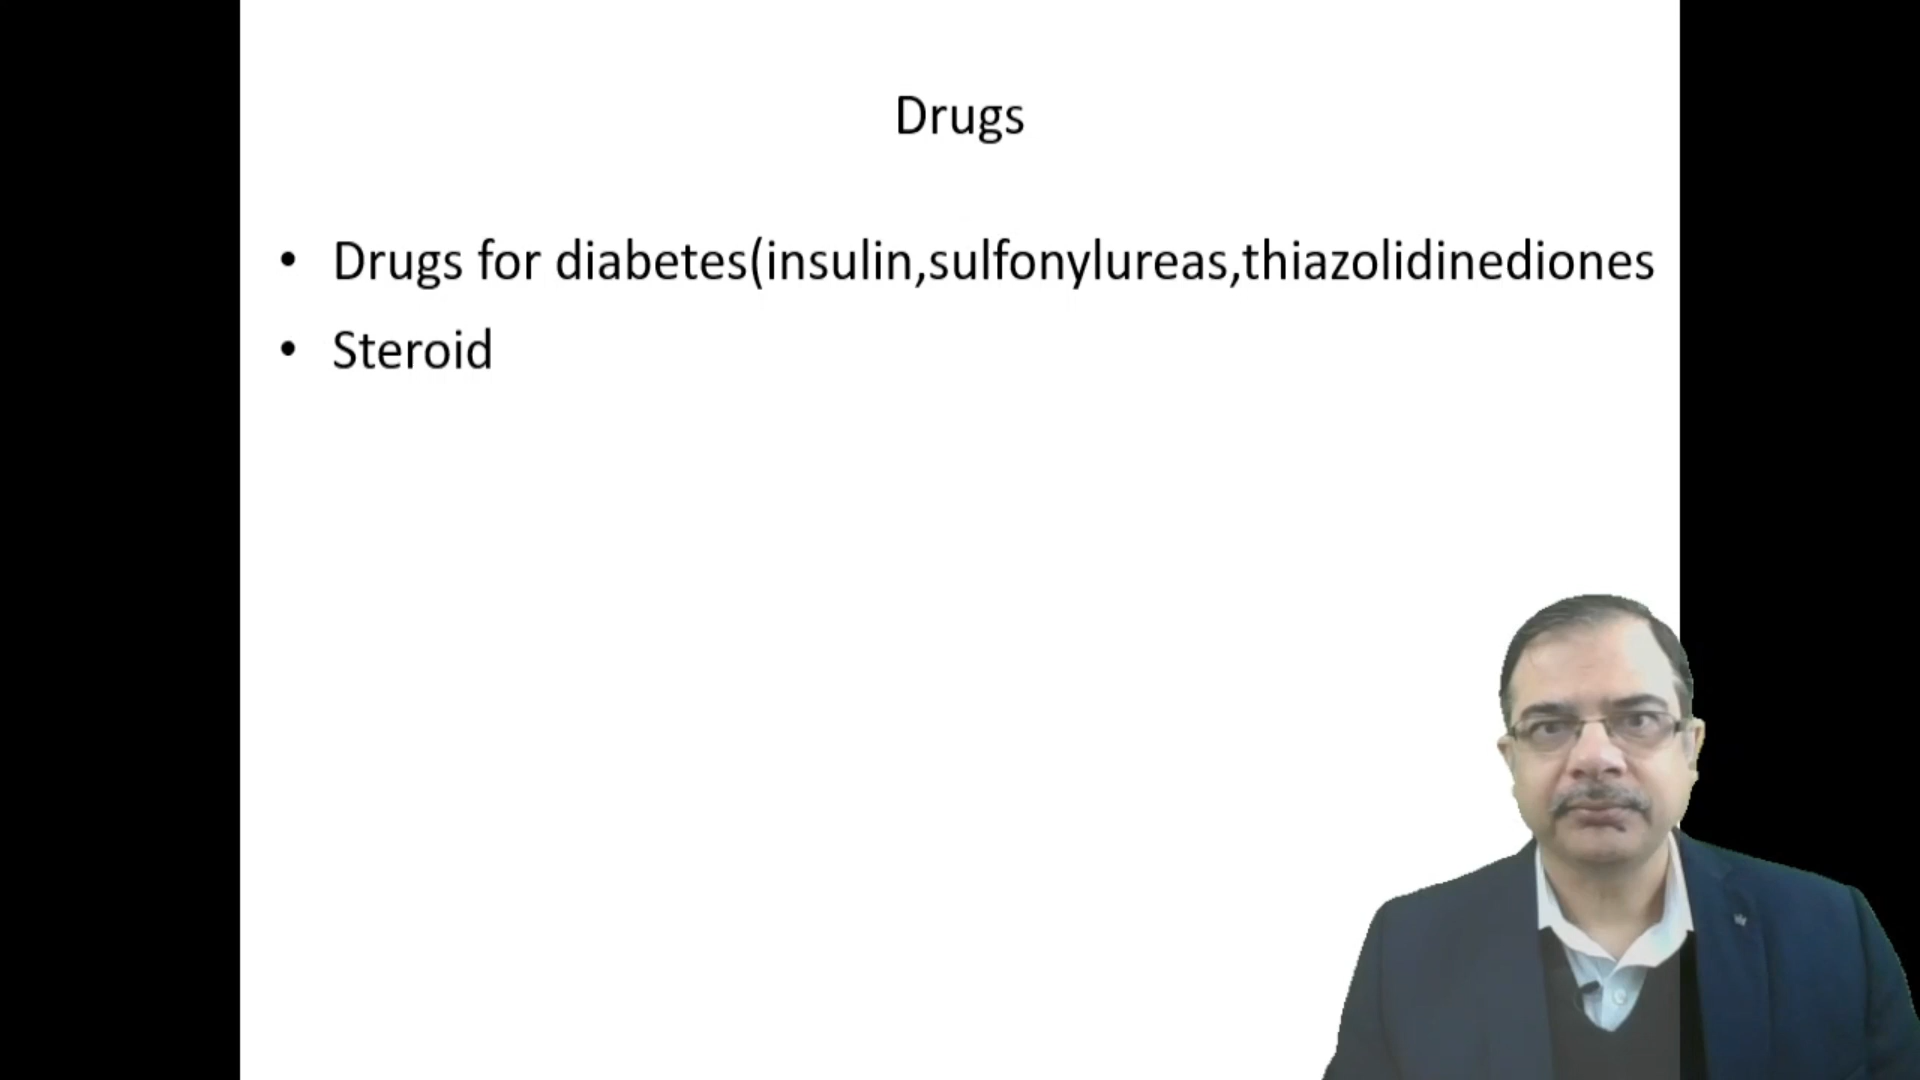 Drugs
• Drugs for diabetes(insulin,sulfonylureas,thiazolidinediones
• Steroid